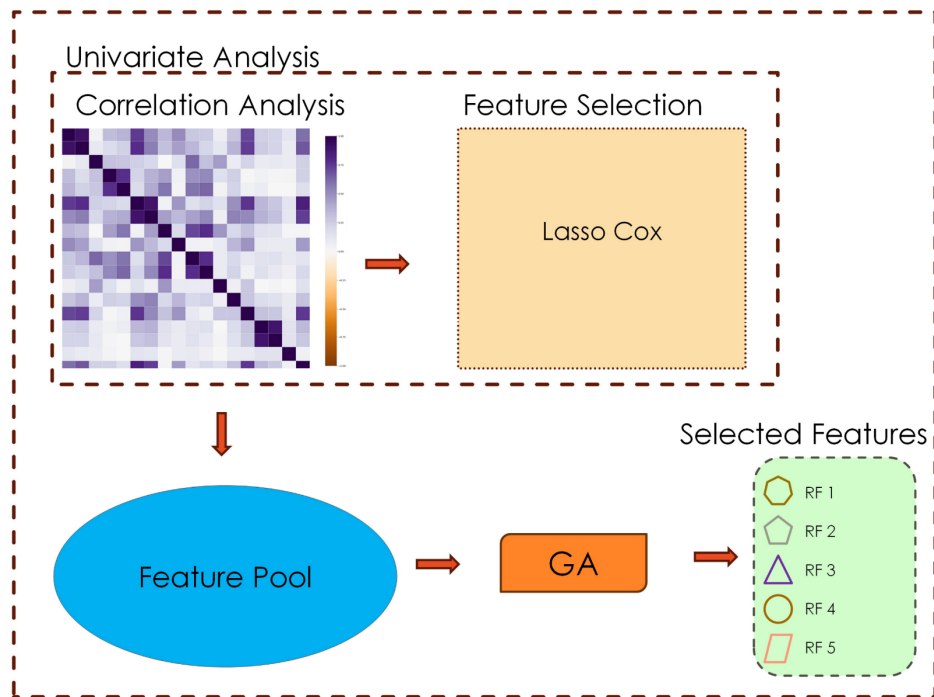 Univariate Analysis
Correlation Analysis
Feature Selection
Lasso Cox
Selected Features
Feature Pool
GA
RF 1
RF 2
RF 3
RF 4
RF 5